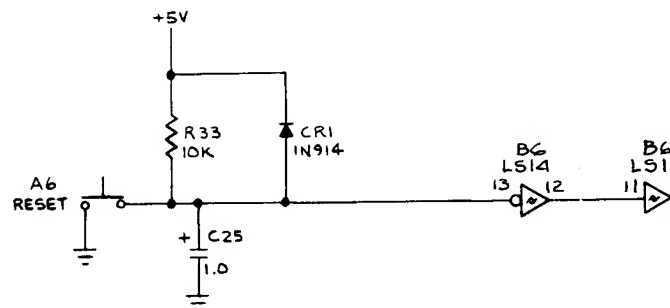 +5V
R33
10K
CR1
1N914
A6
RESET
+ C25
1.0
B6
LS14
13
12
B6
LS1
11